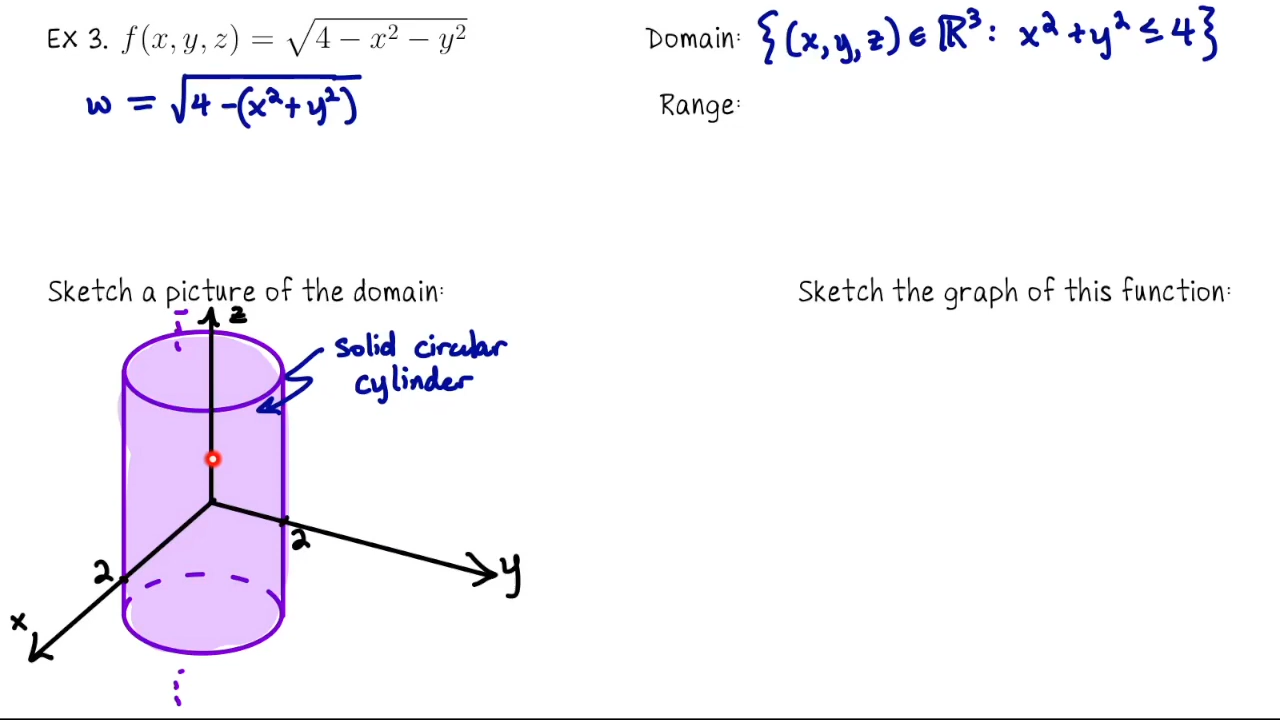 EX 3. f(x, y, z) = √(4 − x² − y²)
w = √(4 − (x² + y²))
Domain: {(x, y, z) ∈ ℝ³ : x² + y² ≤ 4}
Range:
Sketch a picture of the domain:
z
solid circular
cylinder
2
2
y
x
Sketch the graph of this function: